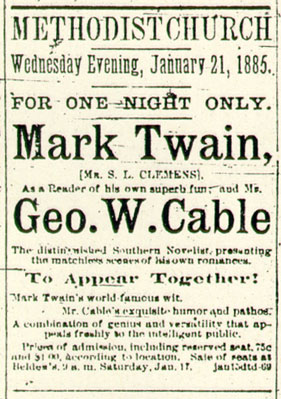 METHODIST CHURCH
Wednesday Evening, January 21, 1885.
FOR ONE NIGHT ONLY.
Mark Twain,
[MR. S. L. CLEMENS],
As a Reader of his own superb fun; and MR.
Geo. W. Cable
The distinguished Southern Novelist, presenting
the matchless scenes of his own romances.
To Appear Together!
Mark Twain's world-famous wit.
Mr. Cable's exquisite humor and pathos.
A combination of genius and versatility that ap-
peals freshly to the intelligent public.
Prices of admission, including reserved seat, 75c
and $1 00, according to location. Sale of seats at
9 a. m. Saturday, Jan. 17. jan15dtd-69